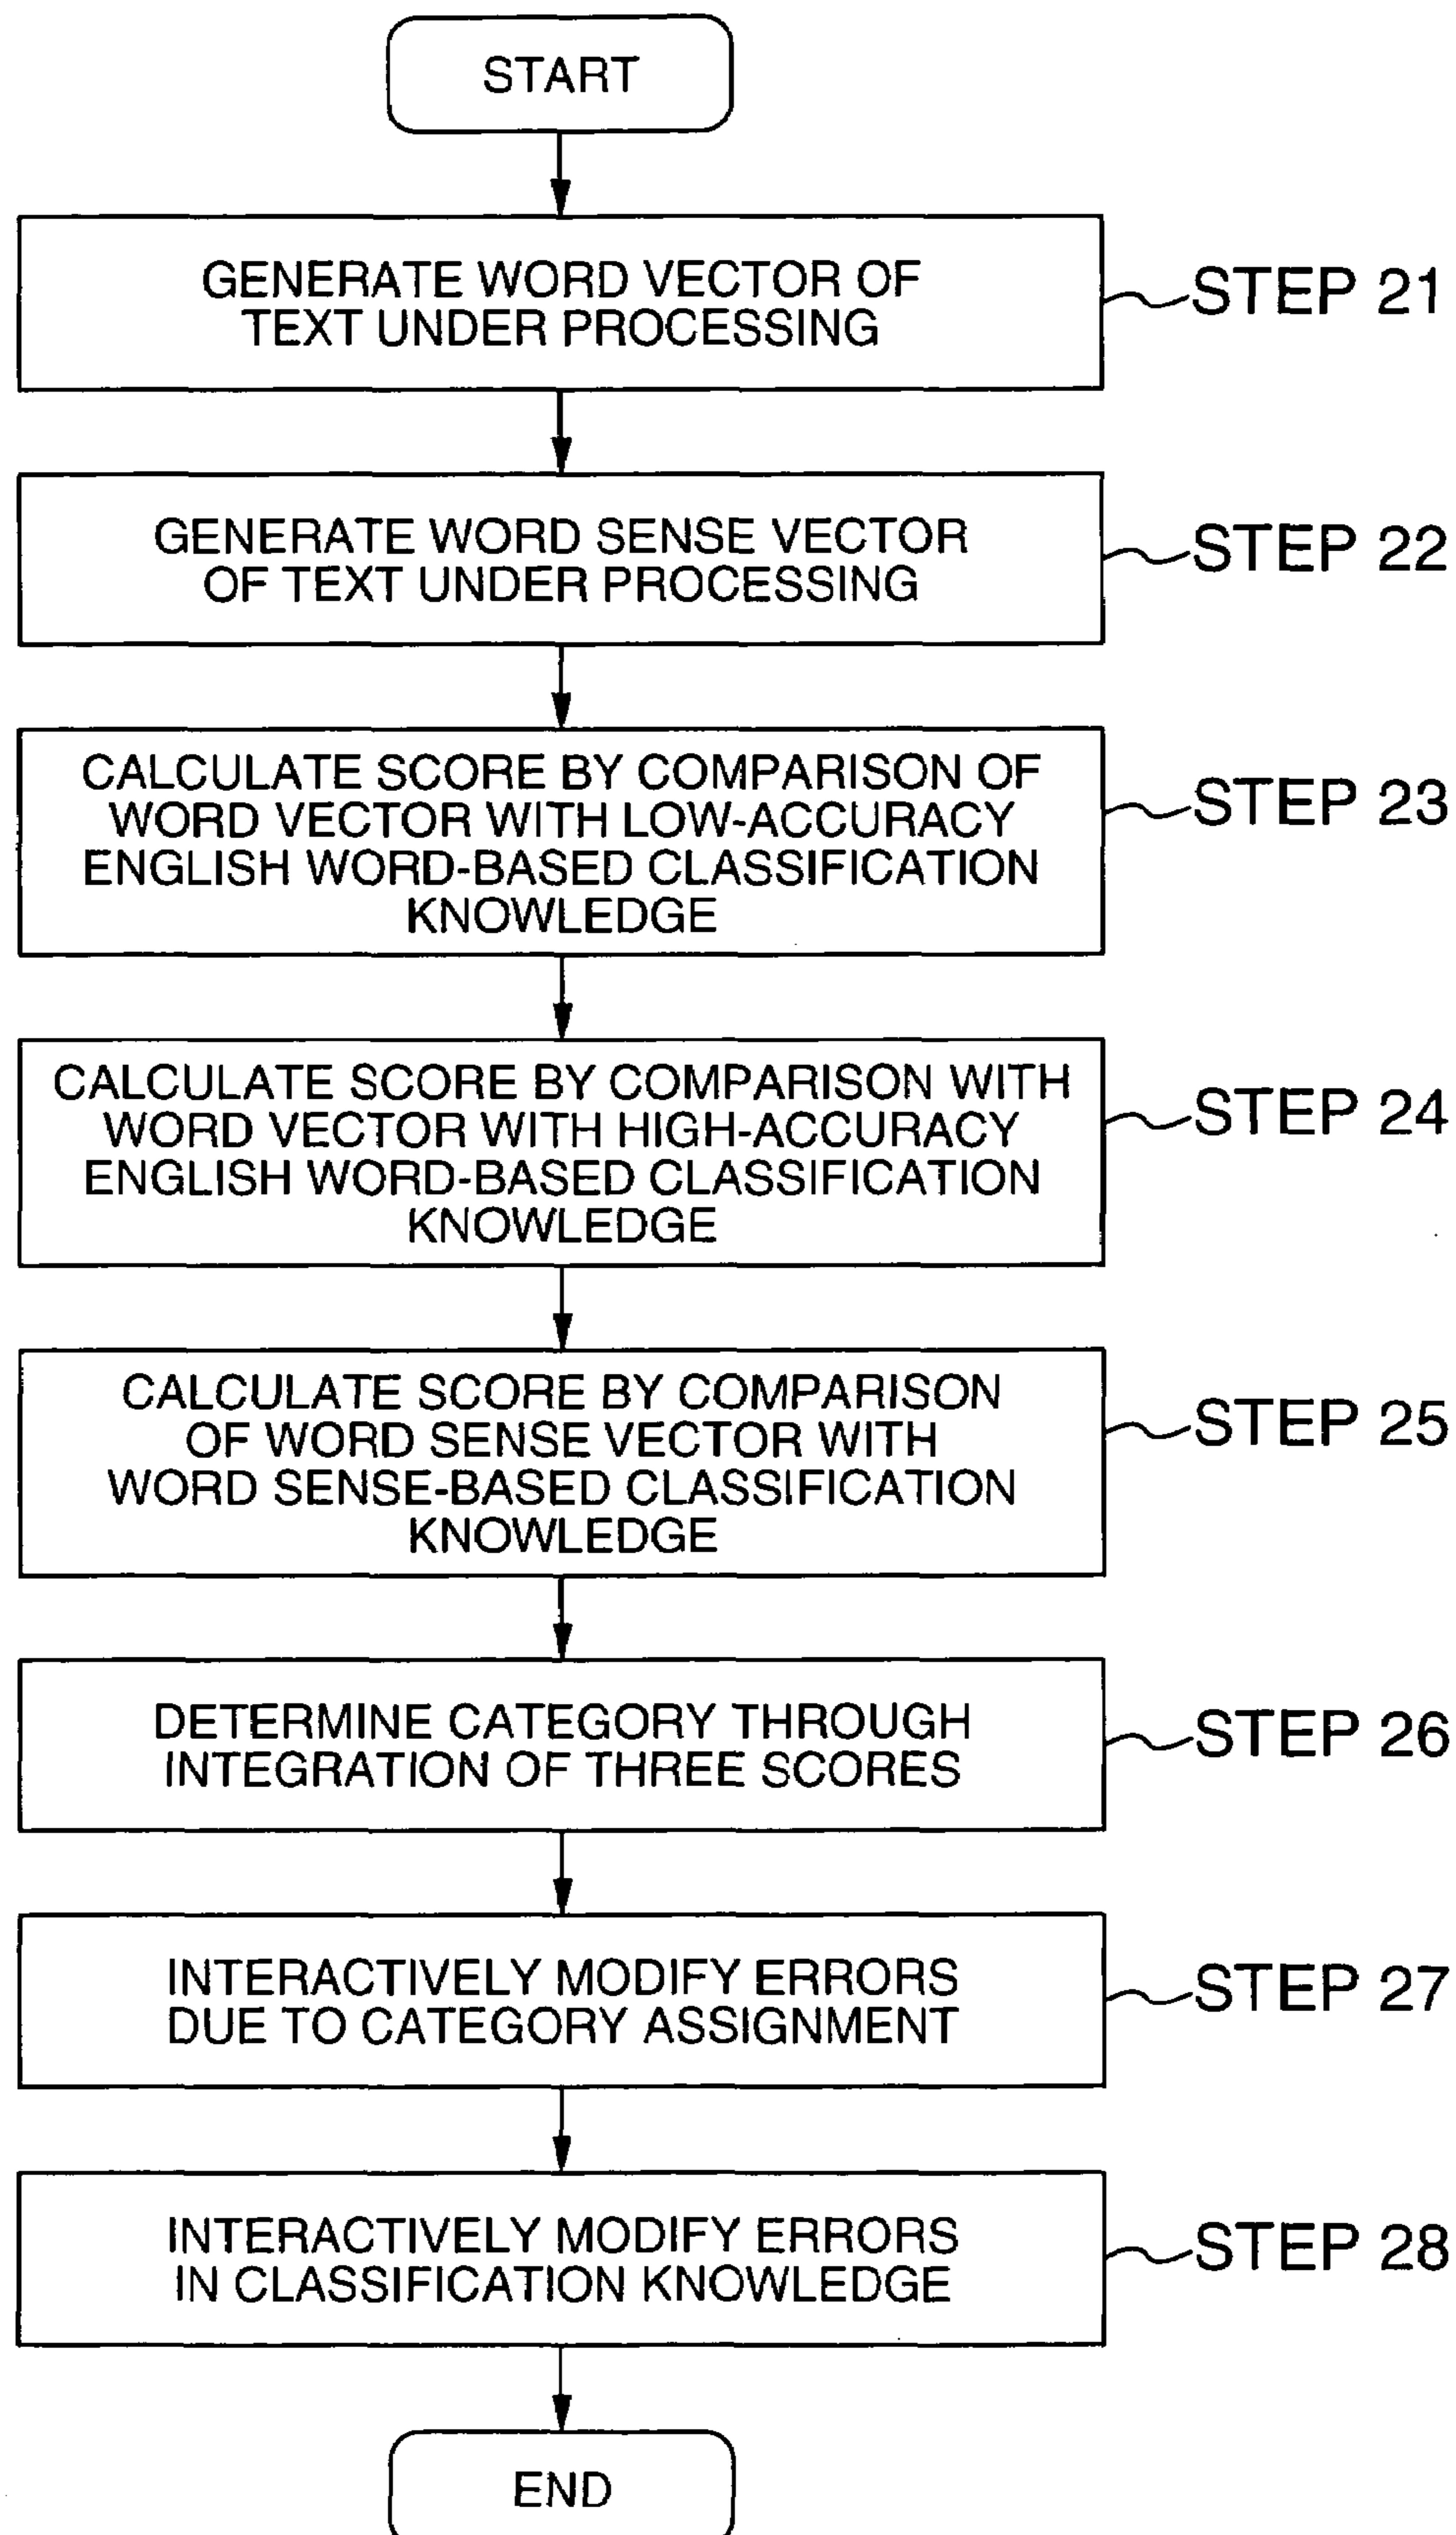 START
GENERATE WORD VECTOR OF
TEXT UNDER PROCESSING
STEP 21
GENERATE WORD SENSE VECTOR
OF TEXT UNDER PROCESSING
STEP 22
CALCULATE SCORE BY COMPARISON OF
WORD VECTOR WITH LOW-ACCURACY
ENGLISH WORD-BASED CLASSIFICATION
KNOWLEDGE
STEP 23
CALCULATE SCORE BY COMPARISON WITH
WORD VECTOR WITH HIGH-ACCURACY
ENGLISH WORD-BASED CLASSIFICATION
KNOWLEDGE
STEP 24
CALCULATE SCORE BY COMPARISON
OF WORD SENSE VECTOR WITH
WORD SENSE-BASED CLASSIFICATION
KNOWLEDGE
STEP 25
DETERMINE CATEGORY THROUGH
INTEGRATION OF THREE SCORES
STEP 26
INTERACTIVELY MODIFY ERRORS
DUE TO CATEGORY ASSIGNMENT
STEP 27
INTERACTIVELY MODIFY ERRORS
IN CLASSIFICATION KNOWLEDGE
STEP 28
END